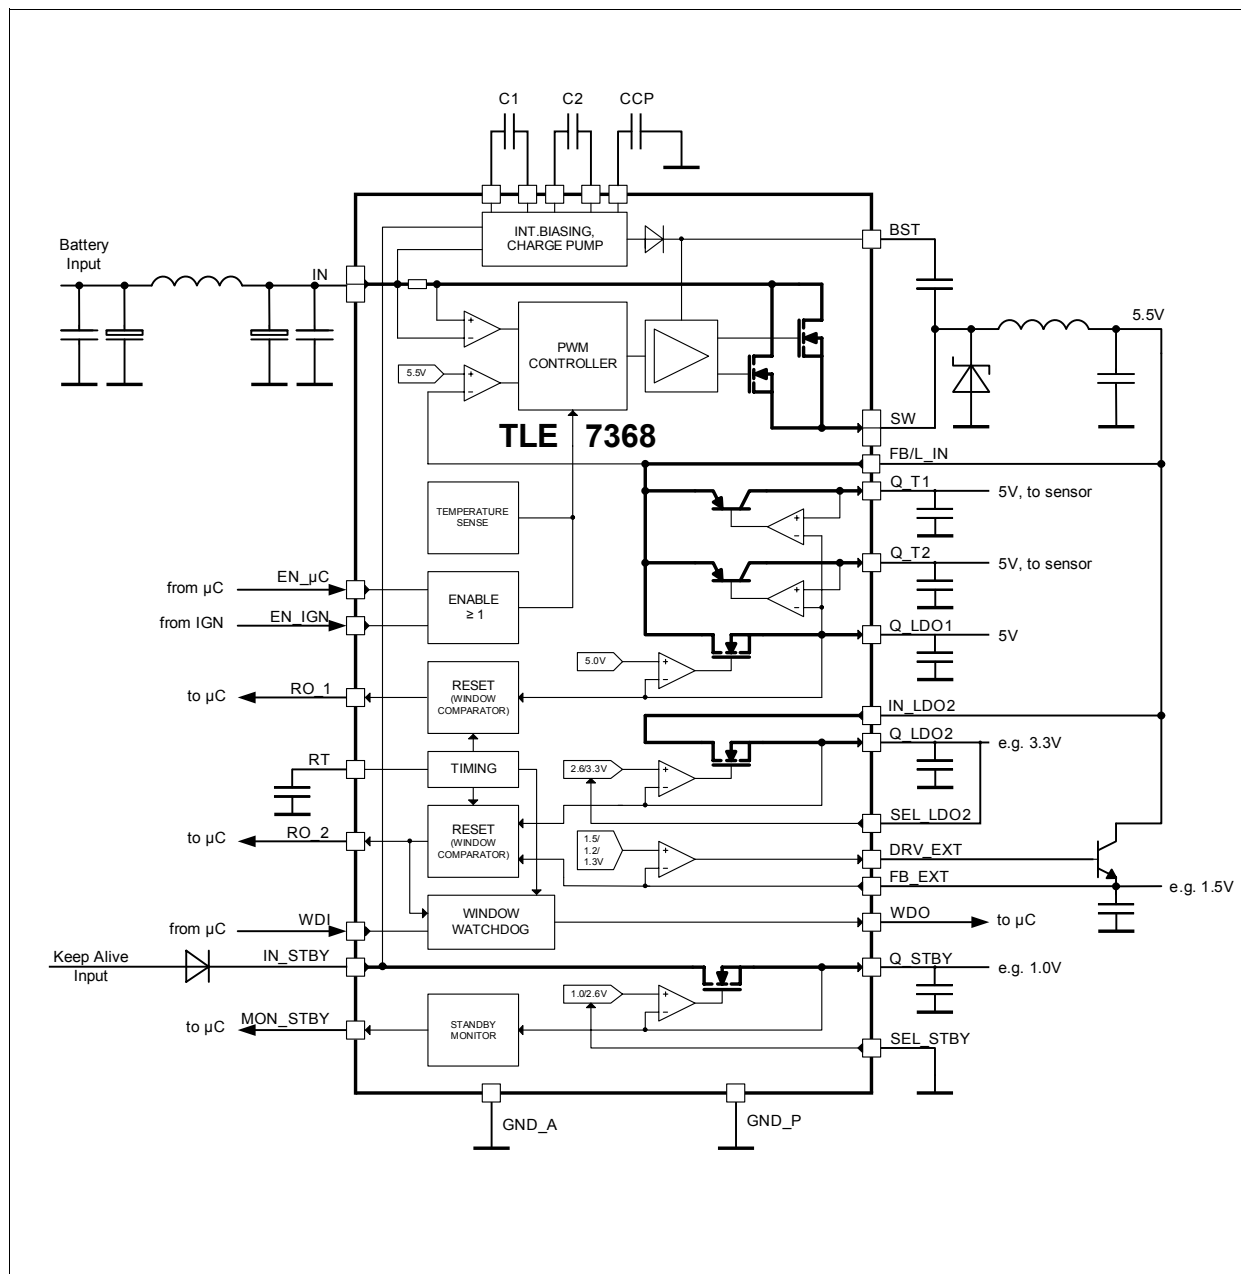 C1
C2
CCP
INT.BIASING,
CHARGE PUMP
BST
Battery
Input
IN
5.5V
PWM
CONTROLLER
5.5V
TLE 7368
SW
FB/L_IN
Q_T1
5V, to sensor
TEMPERATURE
SENSE
Q_T2
5V, to sensor
from µC
EN_µC
ENABLE
≥ 1
from IGN
EN_IGN
Q_LDO1
5V
5.0V
to µC
RO_1
RESET
(WINDOW
COMPARATOR)
IN_LDO2
Q_LDO2
e.g. 3.3V
RT
TIMING
2.6/3.3V
SEL_LDO2
to µC
RO_2
RESET
(WINDOW
COMPARATOR)
1.5/
1.2/
1.3V
DRV_EXT
FB_EXT
e.g. 1.5V
from µC
WDI
WINDOW
WATCHDOG
WDO
to µC
Keep Alive
Input
IN_STBY
Q_STBY
e.g. 1.0V
1.0/2.6V
to µC
MON_STBY
STANDBY
MONITOR
SEL_STBY
GND_A
GND_P
+
−
+
−
+
−
+
−
+
−
+
−
+
−
+
−